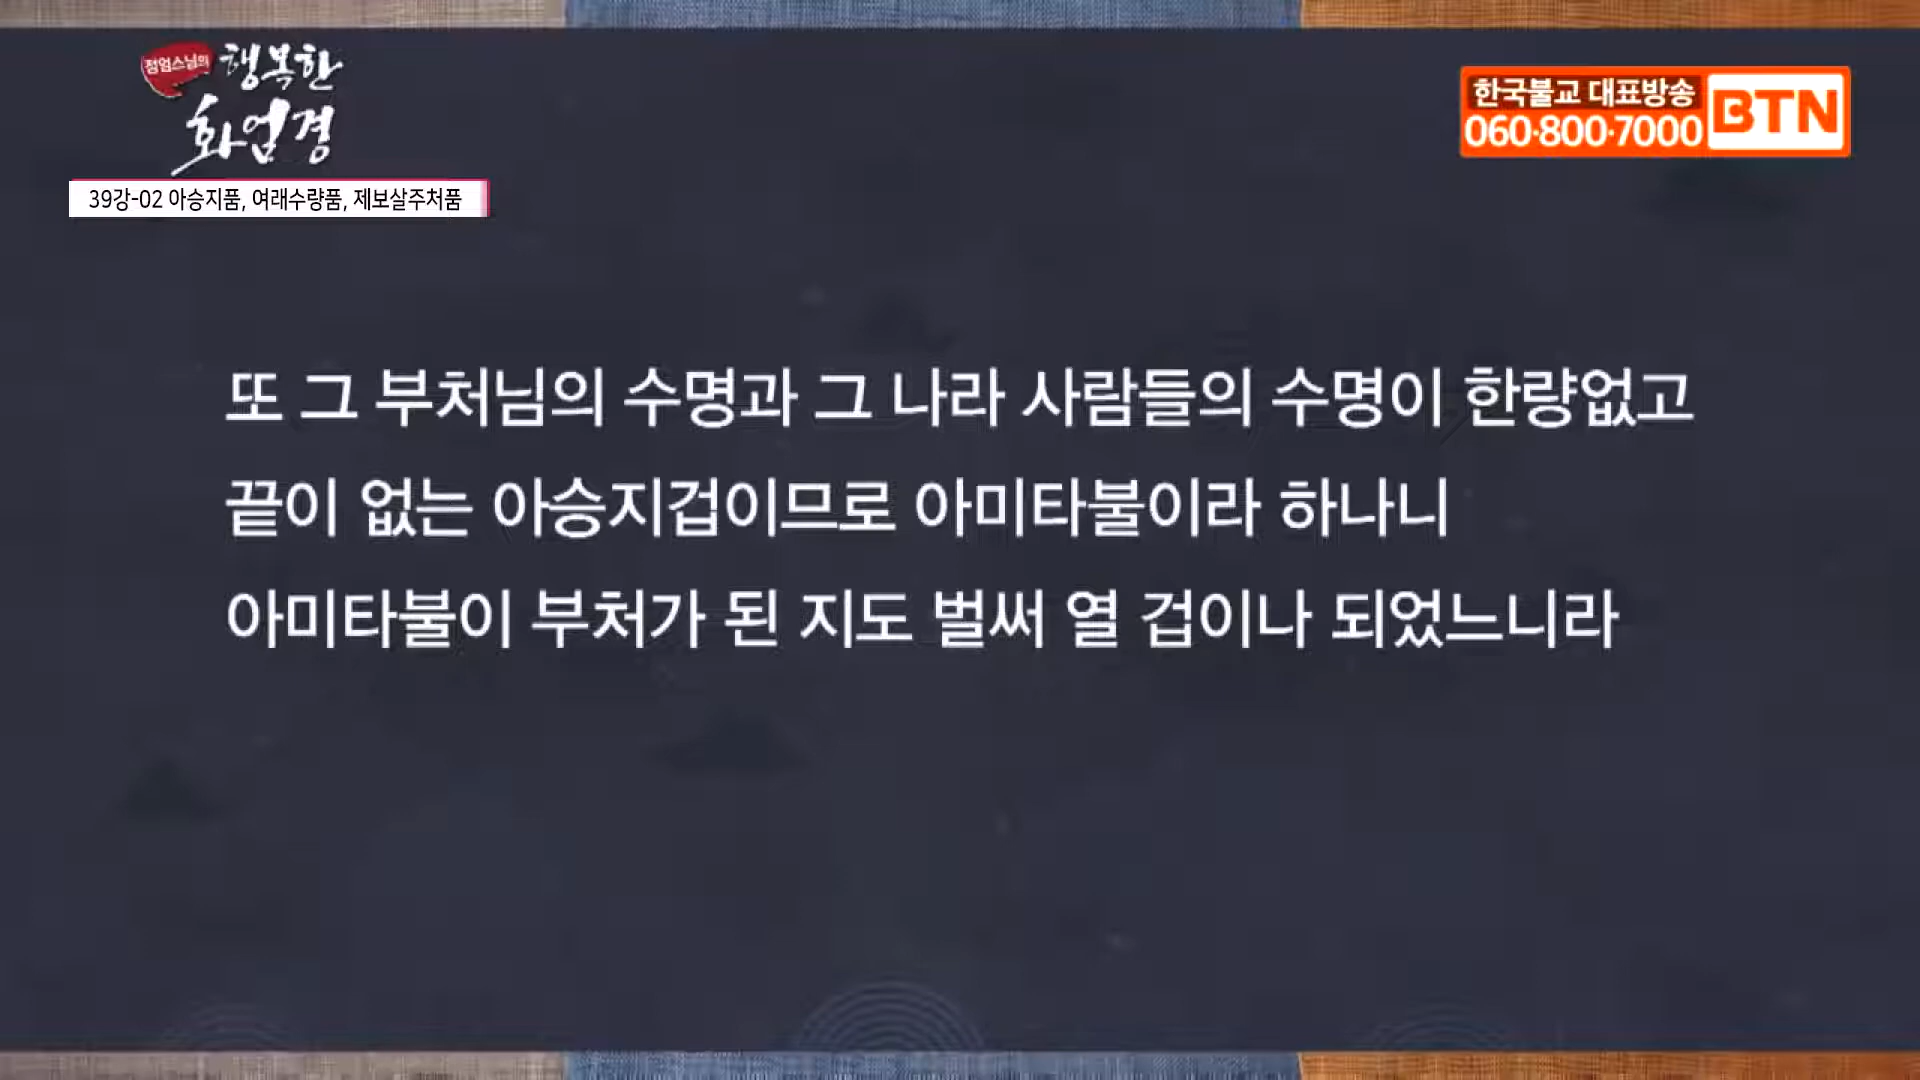 정엄스님의 행복한
화엄경
한국불교 대표방송
060·800·7000 BTN
39강-02 아승지품, 여래수량품, 제보살주처품
또 그 부처님의 수명과 그 나라 사람들의 수명이 한량없고
끝이 없는 아승지겁이므로 아미타불이라 하나니
아미타불이 부처가 된 지도 벌써 열 겁이나 되었느니라